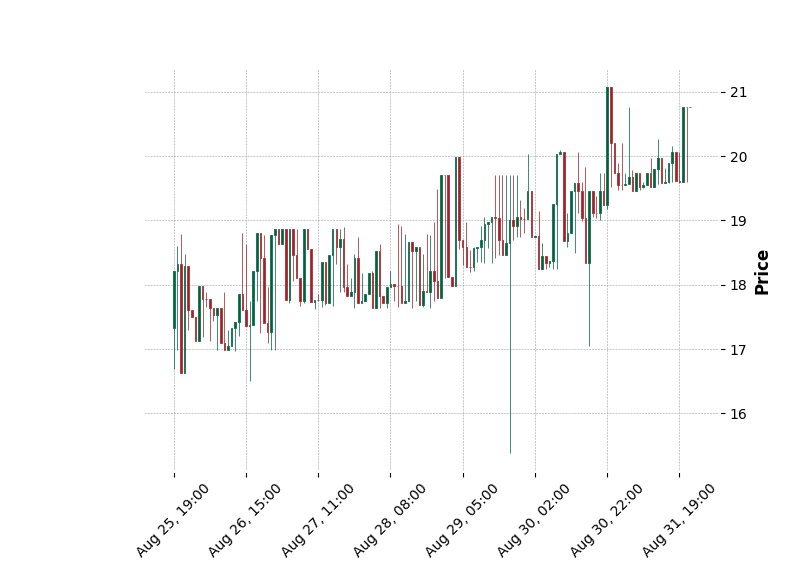 21
20
19
18
17
16
Price
Aug 25, 19:00
Aug 26, 15:00
Aug 27, 11:00
Aug 28, 08:00
Aug 29, 05:00
Aug 30, 02:00
Aug 30, 22:00
Aug 31, 19:00